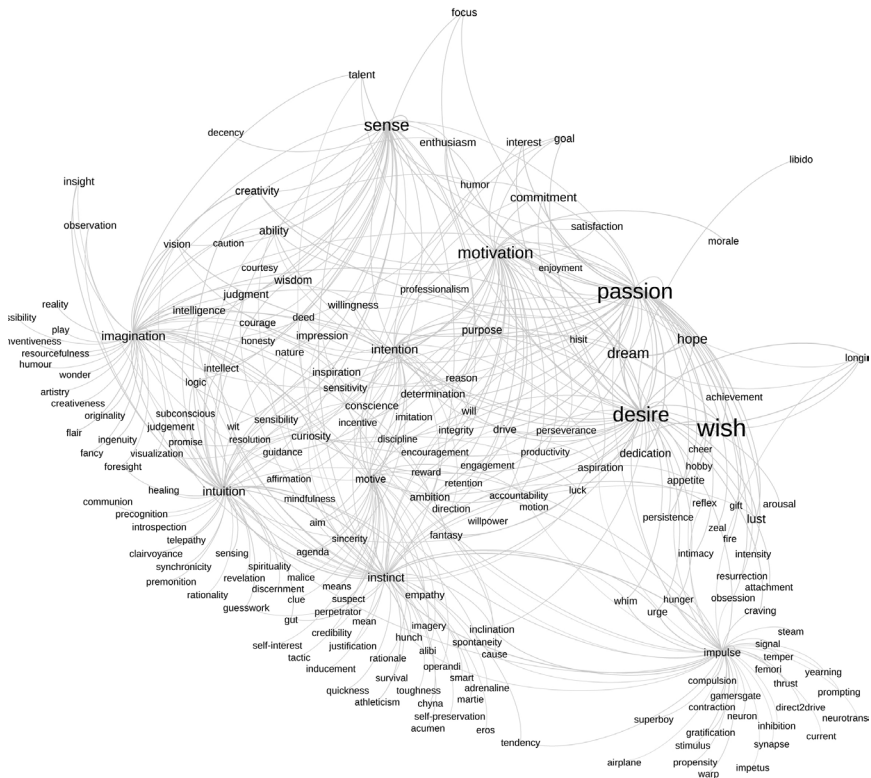 focus
talent
sense
decency
enthusiasm
interest
goal
libido
insight
humor
creativity
commitment
observation
satisfaction
ability
morale
vision
caution
motivation
courtesy
enjoyment
wisdom
professionalism
passion
judgment
reality
willingness
intelligence
ssibility
deed
courage
play
purpose
imagination
impression
hisit
hope
nventiveness
honesty
intention
resourcefulness
nature
dream
longin
humour
intellect
inspiration
wonder
logic
reason
sensitivity
artistry
determination
achievement
creativeness
conscience
originality
subconscious
imitation
will
desire
wish
judgement
wit
sensibility
incentive
flair
promise
integrity
drive
perseverance
ingenuity
resolution
curiosity
discipline
cheer
fancy
visualization
guidance
encouragement
productivity
dedication
foresight
engagement
hobby
reward
aspiration
affirmation
motive
retention
appetite
healing
intuition
mindfulness
ambition
accountability
luck
communion
direction
motion
reflex
gift
arousal
precognition
aim
willpower
persistence
lust
introspection
zeal
telepathy
sincerity
fantasy
fire
clairvoyance
sensing
agenda
intimacy
intensity
synchronicity
spirituality
premonition
revelation
malice
instinct
resurrection
rationality
discernment
means
attachment
guesswork
clue
suspect
empathy
whim
hunger
obsession
gut
perpetrator
urge
craving
mean
imagery
inclination
steam
self-interest
credibility
hunch
spontaneity
signal
tactic
justification
alibi
cause
impulse
temper
inducement
rationale
operandi
femori
yearning
survival
smart
compulsion
thrust
quickness
toughness
adrenaline
gamersgate
prompting
athleticism
chyna
martie
contraction
direct2drive
self-preservation
superboy
neuron
neurotransa
acumen
eros
inhibition
gratification
current
tendency
stimulus
synapse
airplane
propensity
impetus
warp